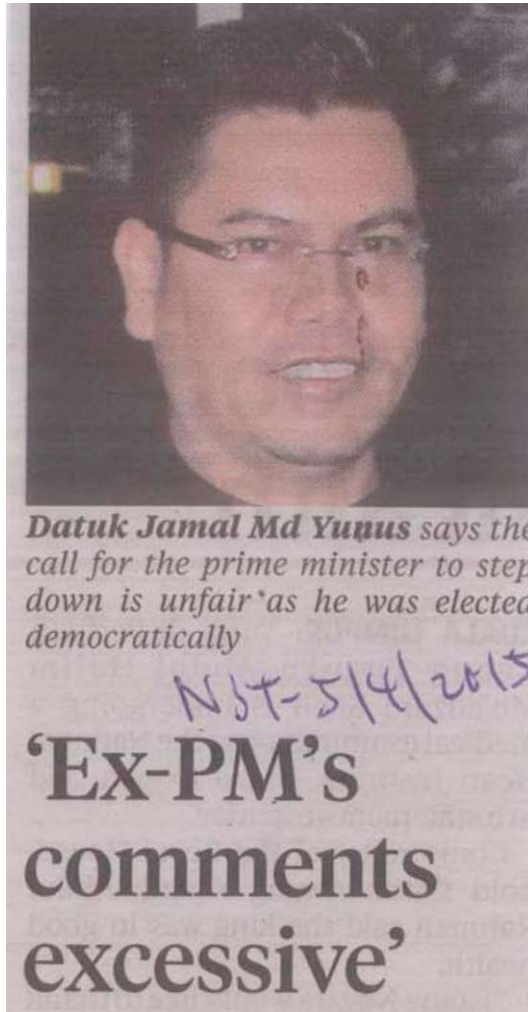 Datuk Jamal Md Yunus says the
call for the prime minister to step
down is unfair as he was elected
democratically
NST-5/4/2015
‘Ex-PM’s
comments
excessive’